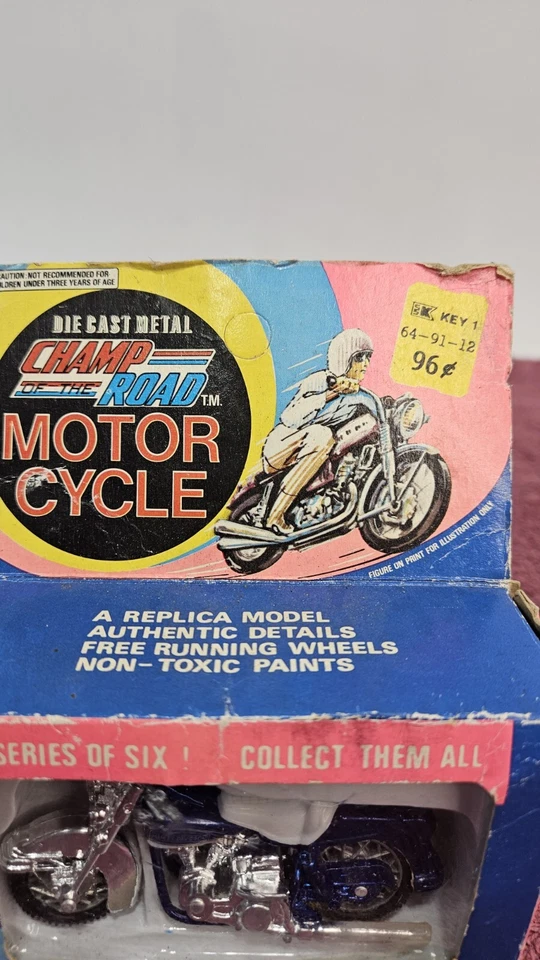 CAUTION: NOT RECOMMENDED FOR
CHILDREN UNDER THREE YEARS OF AGE
DIE CAST METAL
CHAMP
OF THE ROAD T.M.
MOTOR
CYCLE
K KEY 1
64-91-12
96¢
FIGURE ON PRINT FOR ILLUSTRATION ONLY
A REPLICA MODEL
AUTHENTIC DETAILS
FREE RUNNING WHEELS
NON-TOXIC PAINTS
SERIES OF SIX ! COLLECT THEM ALL